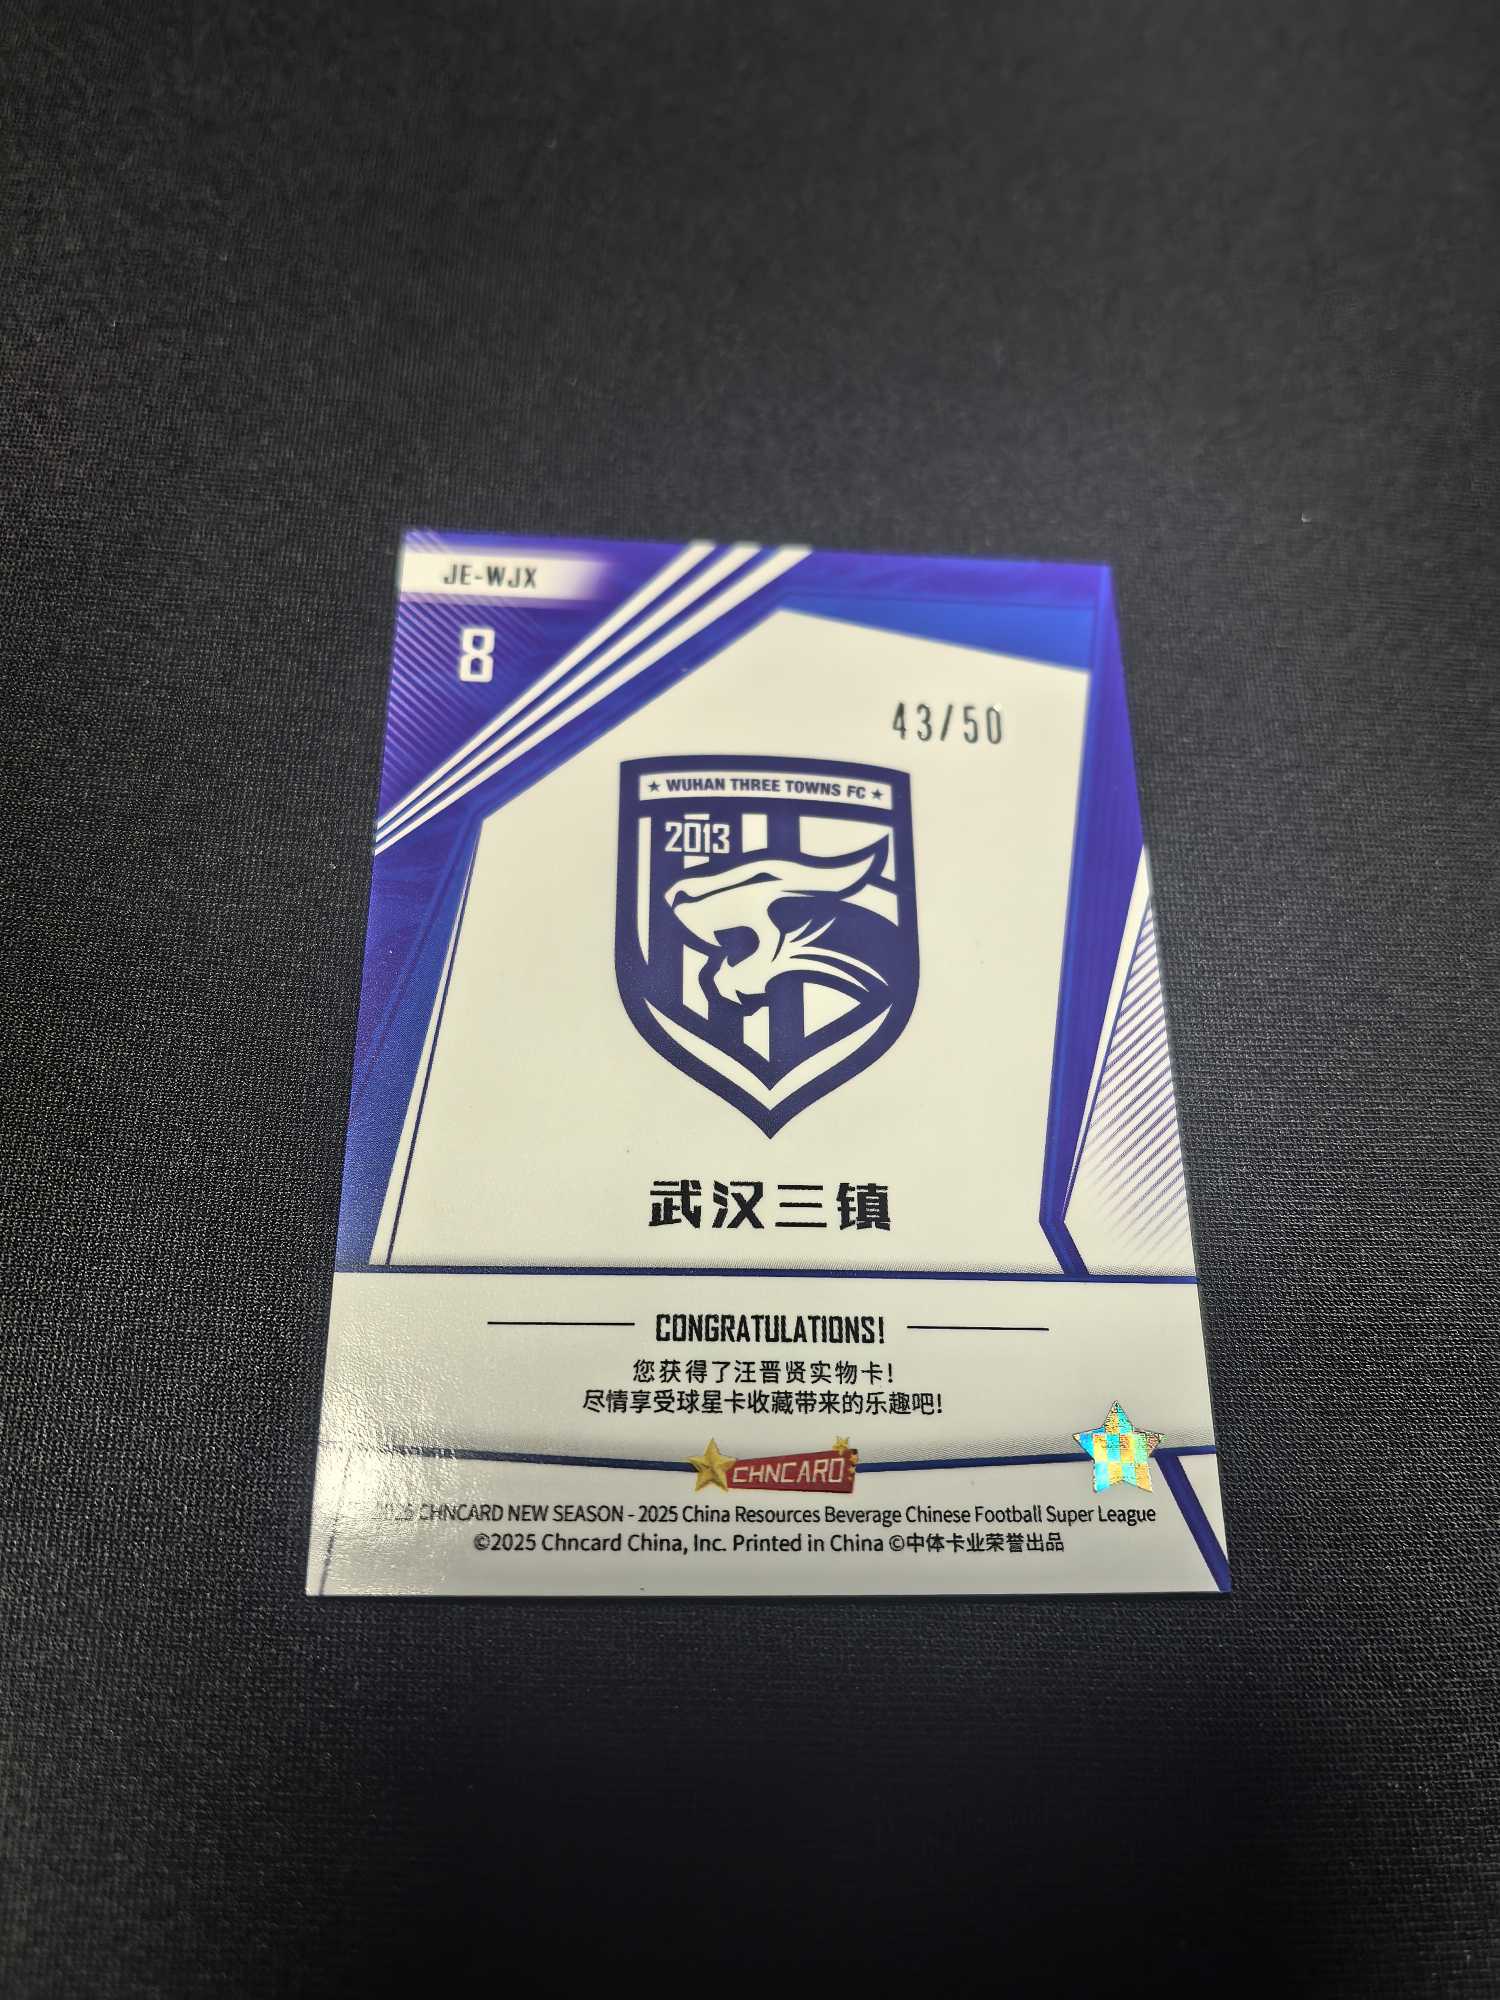 JE-WJX
8
43/50
★ WUHAN THREE TOWNS FC ★
2013
武汉三镇
CONGRATULATIONS!
您获得了汪晋贤实物卡!
尽情享受球星卡收藏带来的乐趣吧!
CHNCARD
2025 CHNCARD NEW SEASON - 2025 China Resources Beverage Chinese Football Super League
©2025 Chncard China, Inc. Printed in China ©中体卡业荣誉出品